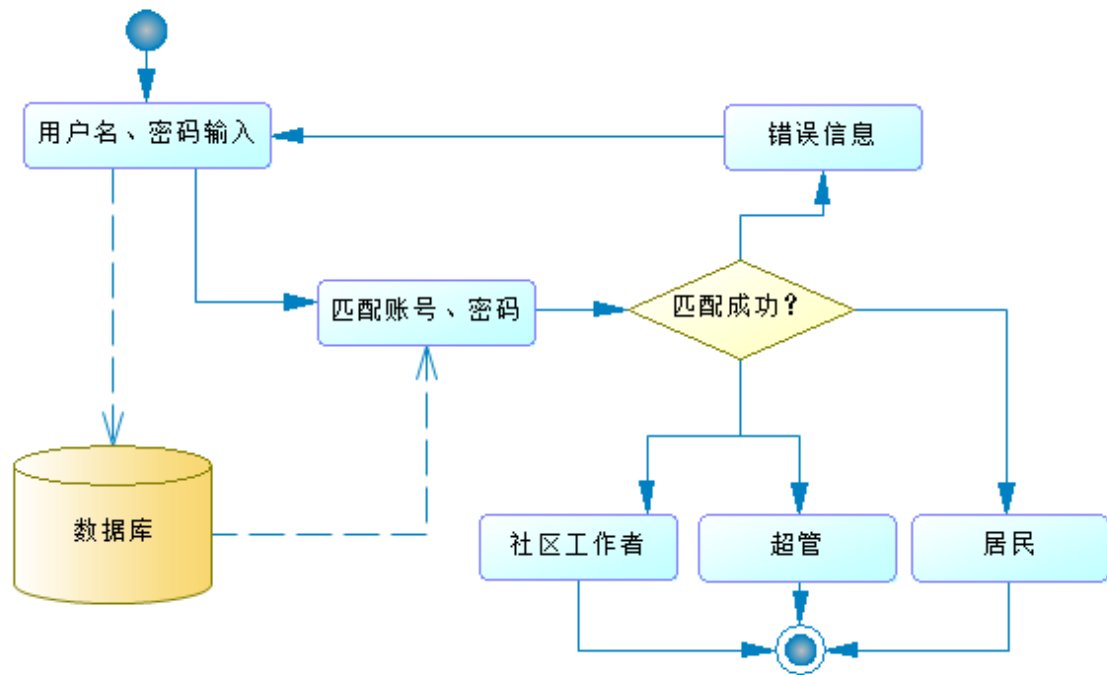 用户名、密码输入
错误信息
匹配账号、密码
匹配成功?
数据库
社区工作者
超管
居民